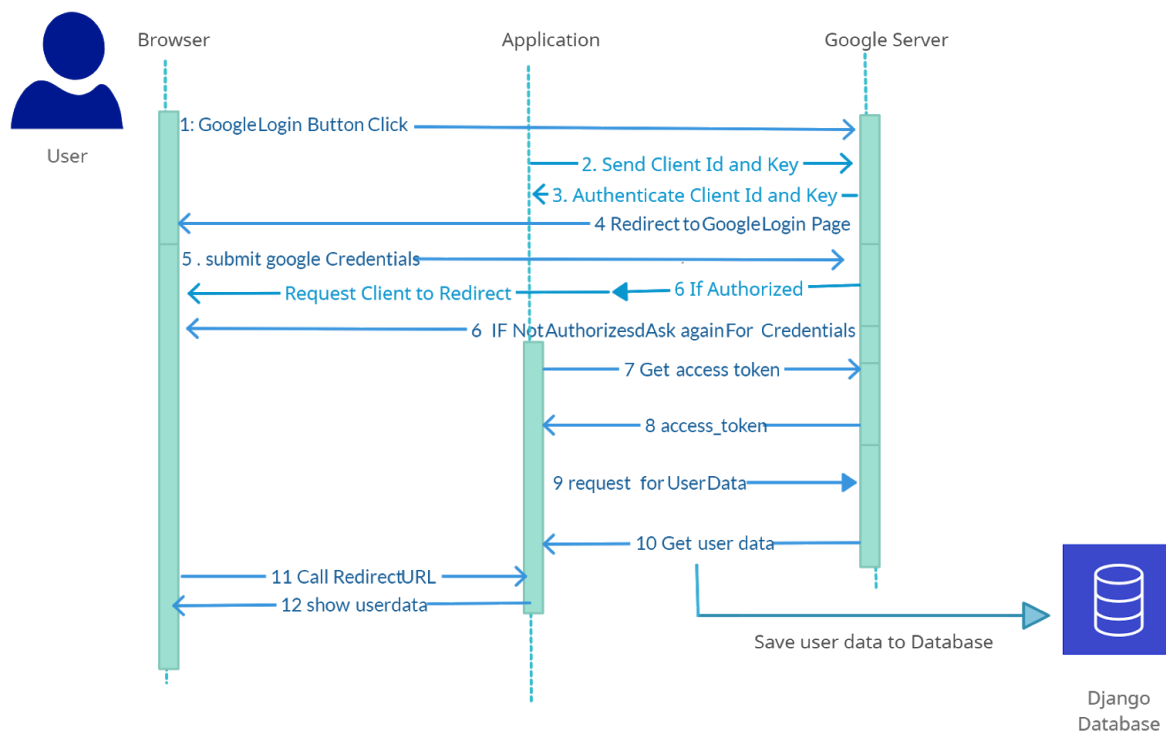 Browser
Application
Google Server
User
1: GoogleLogin Button Click
2. Send Client Id and Key
3. Authenticate Client Id and Key
4 Redirect to GoogleLogin Page
5 . submit google Credentials
6 If Authorized
Request Client to Redirect
6 IF NotAuthorizesdAsk againFor Credentials
7 Get access token
8 access_token
9 request for UserData
10 Get user data
11 Call RedirectURL
12 show userdata
Save user data to Database
Django
Database